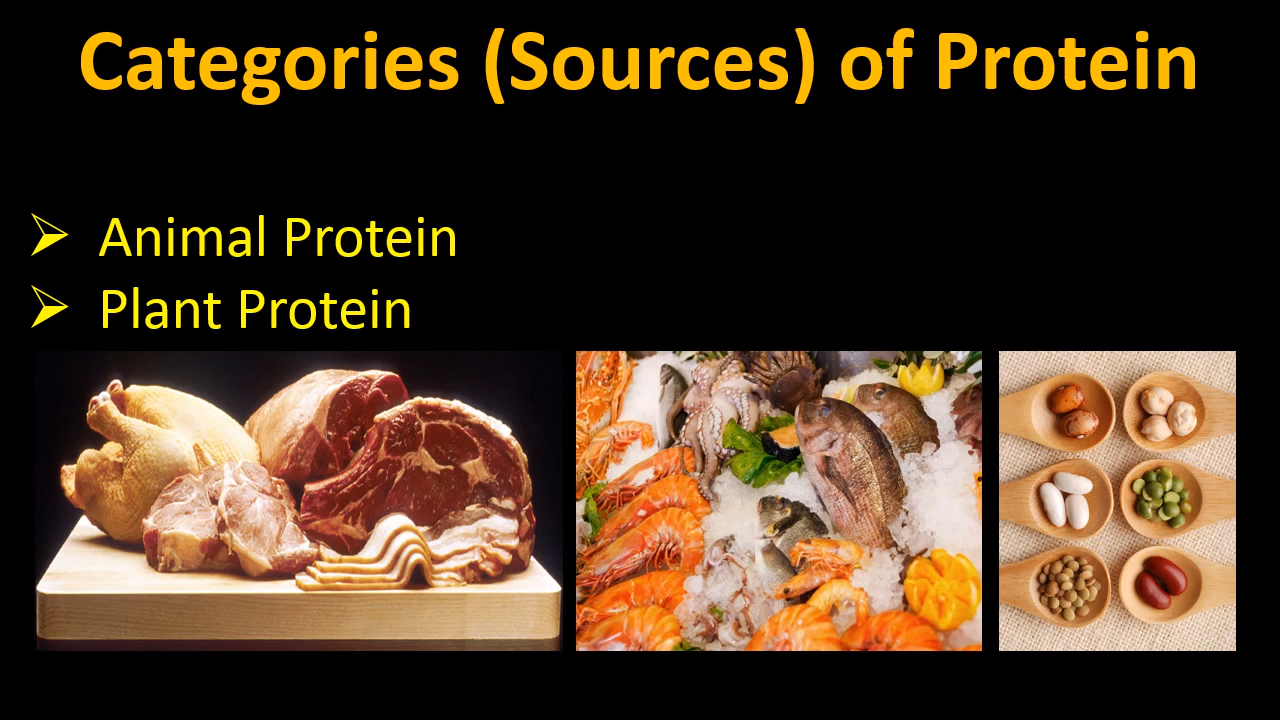 Categories (Sources) of Protein
➢ Animal Protein
➢ Plant Protein